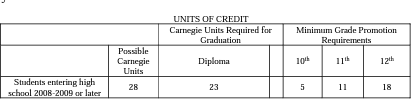 UNITS OF CREDIT
Carnegie Units Required for Graduation
Minimum Grade Promotion Requirements
Possible Carnegie Units
Diploma
10th
11th
12th
Students entering high school 2008-2009 or later
28
23
5
11
18